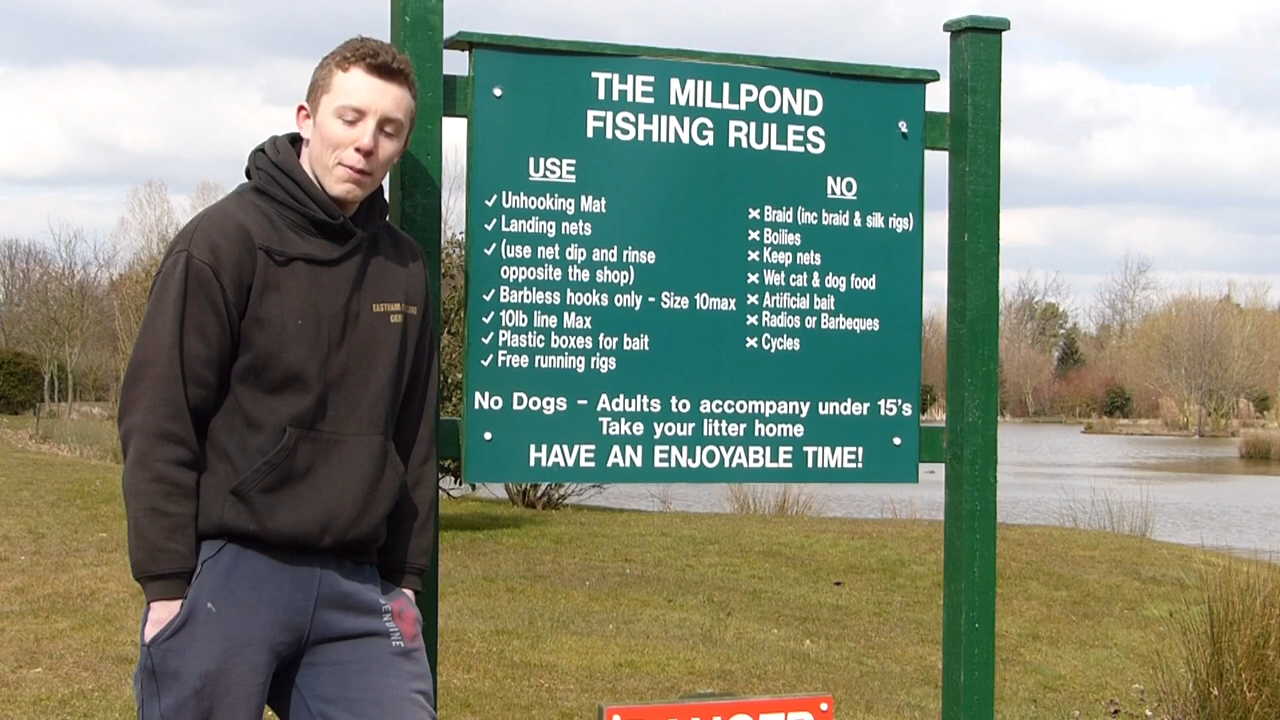 THE MILLPOND
FISHING RULES
USE
✓ Unhooking Mat
✓ Landing nets
✓ (use net dip and rinse
opposite the shop)
✓ Barbless hooks only - Size 10max
✓ 10lb line Max
✓ Plastic boxes for bait
✓ Free running rigs
NO
× Braid (inc braid & silk rigs)
× Boilies
× Keep nets
× Wet cat & dog food
× Artificial bait
× Radios or Barbeques
× Cycles
No Dogs - Adults to accompany under 15's
Take your litter home
HAVE AN ENJOYABLE TIME!
DANGER